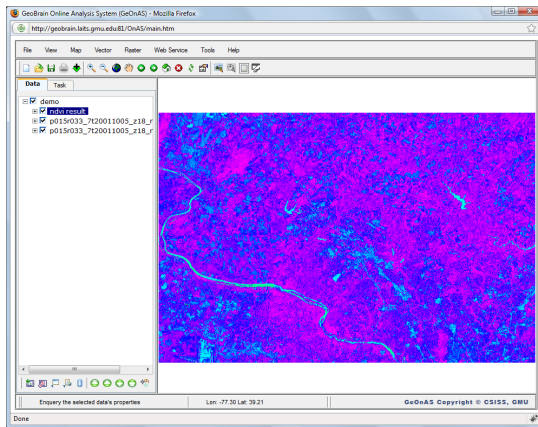 GeoBrain Online Analysis System (GeOnAS) - Mozilla Firefox
http://geobrain.laits.gmu.edu:81/OnAS/main.htm
File View Map Vector Raster Web Service Tools Help
Data Task
demo
ndvi result
p015r033_7t20011005_z18_r
p015r033_7t20011005_z18_r
Enquery the selected data's properties Lon: -77.30 Lat: 39.21 GeOnAS Copyright © CSISS, GMU
Done